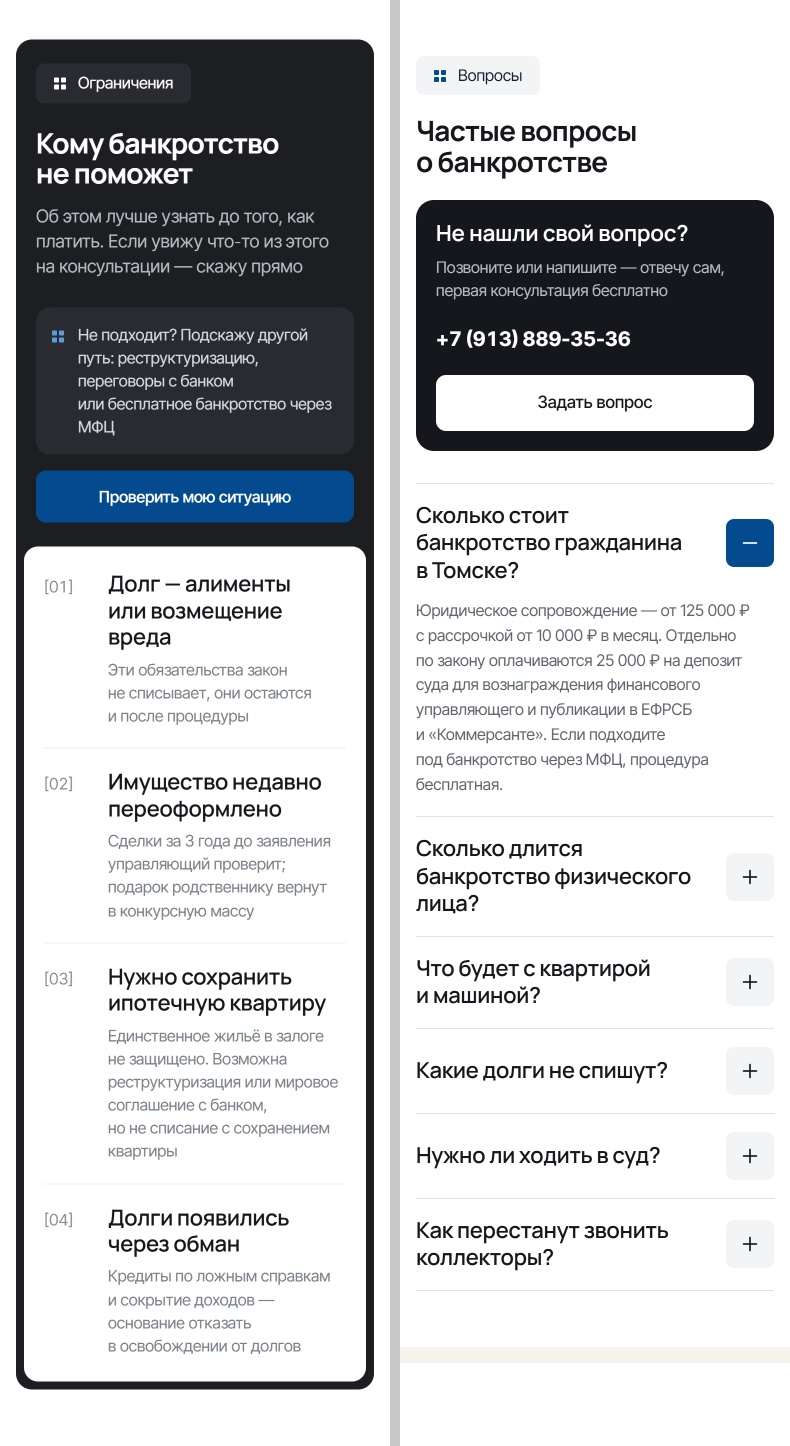 Ограничения
Кому банкротство
не поможет
Об этом лучше узнать до того, как
платить. Если увижу что-то из этого
на консультации — скажу прямо
Не подходит? Подскажу другой
путь: реструктуризацию,
переговоры с банком
или бесплатное банкротство через
МФЦ
Проверить мою ситуацию
[01]
Долг — алименты
или возмещение
вреда
Эти обязательства закон
не списывает, они остаются
и после процедуры
[02]
Имущество недавно
переоформлено
Сделки за 3 года до заявления
управляющий проверит;
подарок родственнику вернут
в конкурсную массу
[03]
Нужно сохранить
ипотечную квартиру
Единственное жильё в залоге
не защищено. Возможна
реструктуризация или мировое
соглашение с банком,
но не списание с сохранением
квартиры
[04]
Долги появились
через обман
Кредиты по ложным справкам
и сокрытие доходов —
основание отказать
в освобождении от долгов
Вопросы
Частые вопросы
о банкротстве
Не нашли свой вопрос?
Позвоните или напишите — отвечу сам,
первая консультация бесплатно
+7 (913) 889-35-36
Задать вопрос
Сколько стоит
банкротство гражданина
в Томске?
Юридическое сопровождение — от 125 000 ₽
с рассрочкой от 10 000 ₽ в месяц. Отдельно
по закону оплачиваются 25 000 ₽ на депозит
суда для вознаграждения финансового
управляющего и публикации в ЕФРСБ
и «Коммерсанте». Если подходите
под банкротство через МФЦ, процедура
бесплатная.
Сколько длится
банкротство физического
лица?
Что будет с квартирой
и машиной?
Какие долги не спишут?
Нужно ли ходить в суд?
Как перестанут звонить
коллекторы?